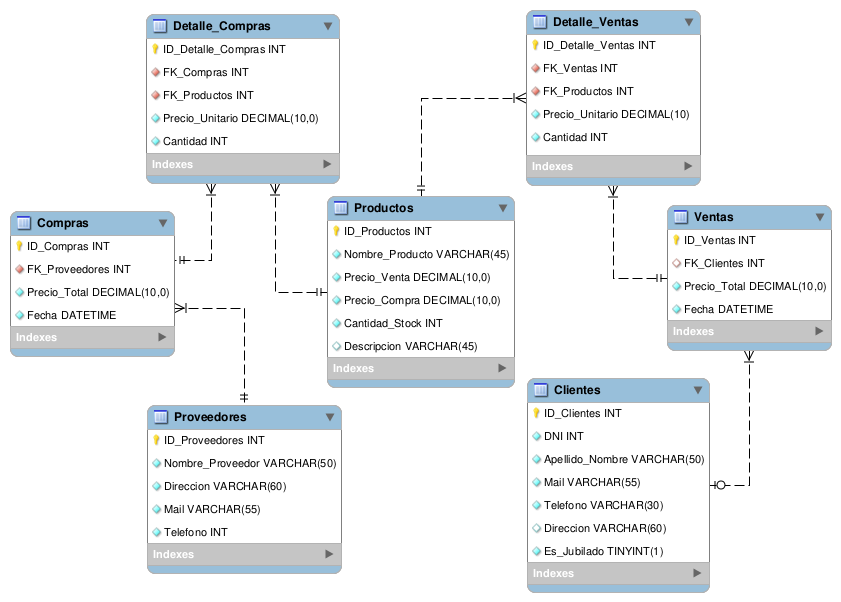 Detalle_Compras
ID_Detalle_Compras INT
FK_Compras INT
FK_Productos INT
Precio_Unitario DECIMAL(10,0)
Cantidad INT
Indexes
Detalle_Ventas
ID_Detalle_Ventas INT
FK_Ventas INT
FK_Productos INT
Precio_Unitario DECIMAL(10)
Cantidad INT
Indexes
Compras
ID_Compras INT
FK_Proveedores INT
Precio_Total DECIMAL(10,0)
Fecha DATETIME
Indexes
Productos
ID_Productos INT
Nombre_Producto VARCHAR(45)
Precio_Venta DECIMAL(10,0)
Precio_Compra DECIMAL(10,0)
Cantidad_Stock INT
Descripcion VARCHAR(45)
Indexes
Ventas
ID_Ventas INT
FK_Clientes INT
Precio_Total DECIMAL(10,0)
Fecha DATETIME
Indexes
Proveedores
ID_Proveedores INT
Nombre_Proveedor VARCHAR(50)
Direccion VARCHAR(60)
Mail VARCHAR(55)
Telefono INT
Indexes
Clientes
ID_Clientes INT
DNI INT
Apellido_Nombre VARCHAR(50)
Mail VARCHAR(55)
Telefono VARCHAR(30)
Direccion VARCHAR(60)
Es_Jubilado TINYINT(1)
Indexes